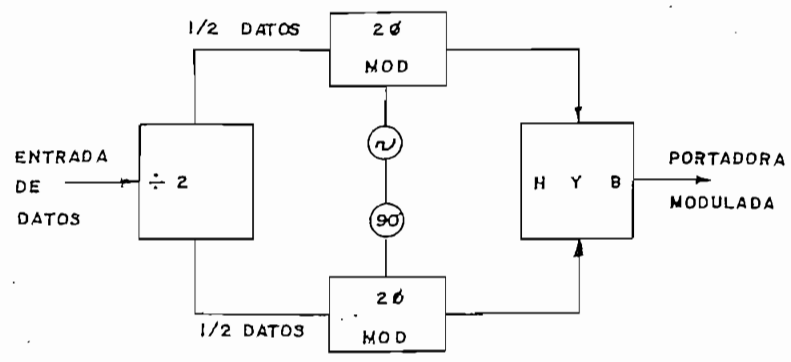 1/2 DATOS
2Ø
MOD
ENTRADA
DE
DATOS
÷ 2
∿
90
H Y B
PORTADORA
MODULADA
2Ø
MOD
1/2 DATOS